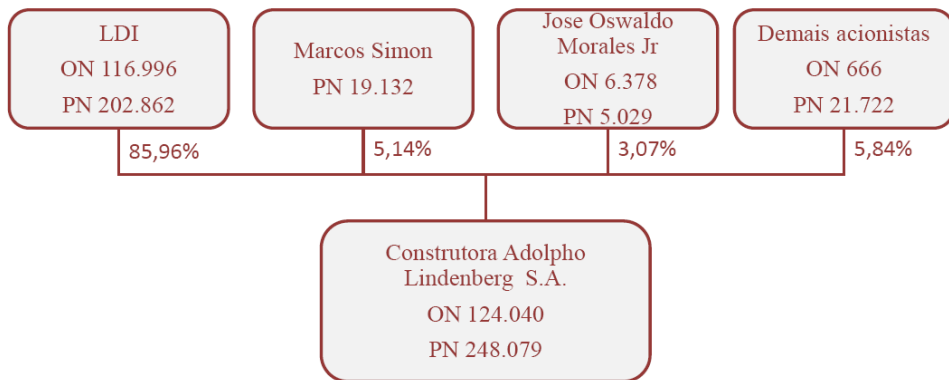 LDI
ON 116.996
PN 202.862
Marcos Simon
PN 19.132
Jose Oswaldo
Morales Jr
ON 6.378
PN 5.029
Demais acionistas
ON 666
PN 21.722
85,96%
5,14%
3,07%
5,84%
Construtora Adolpho
Lindenberg S.A.
ON 124.040
PN 248.079